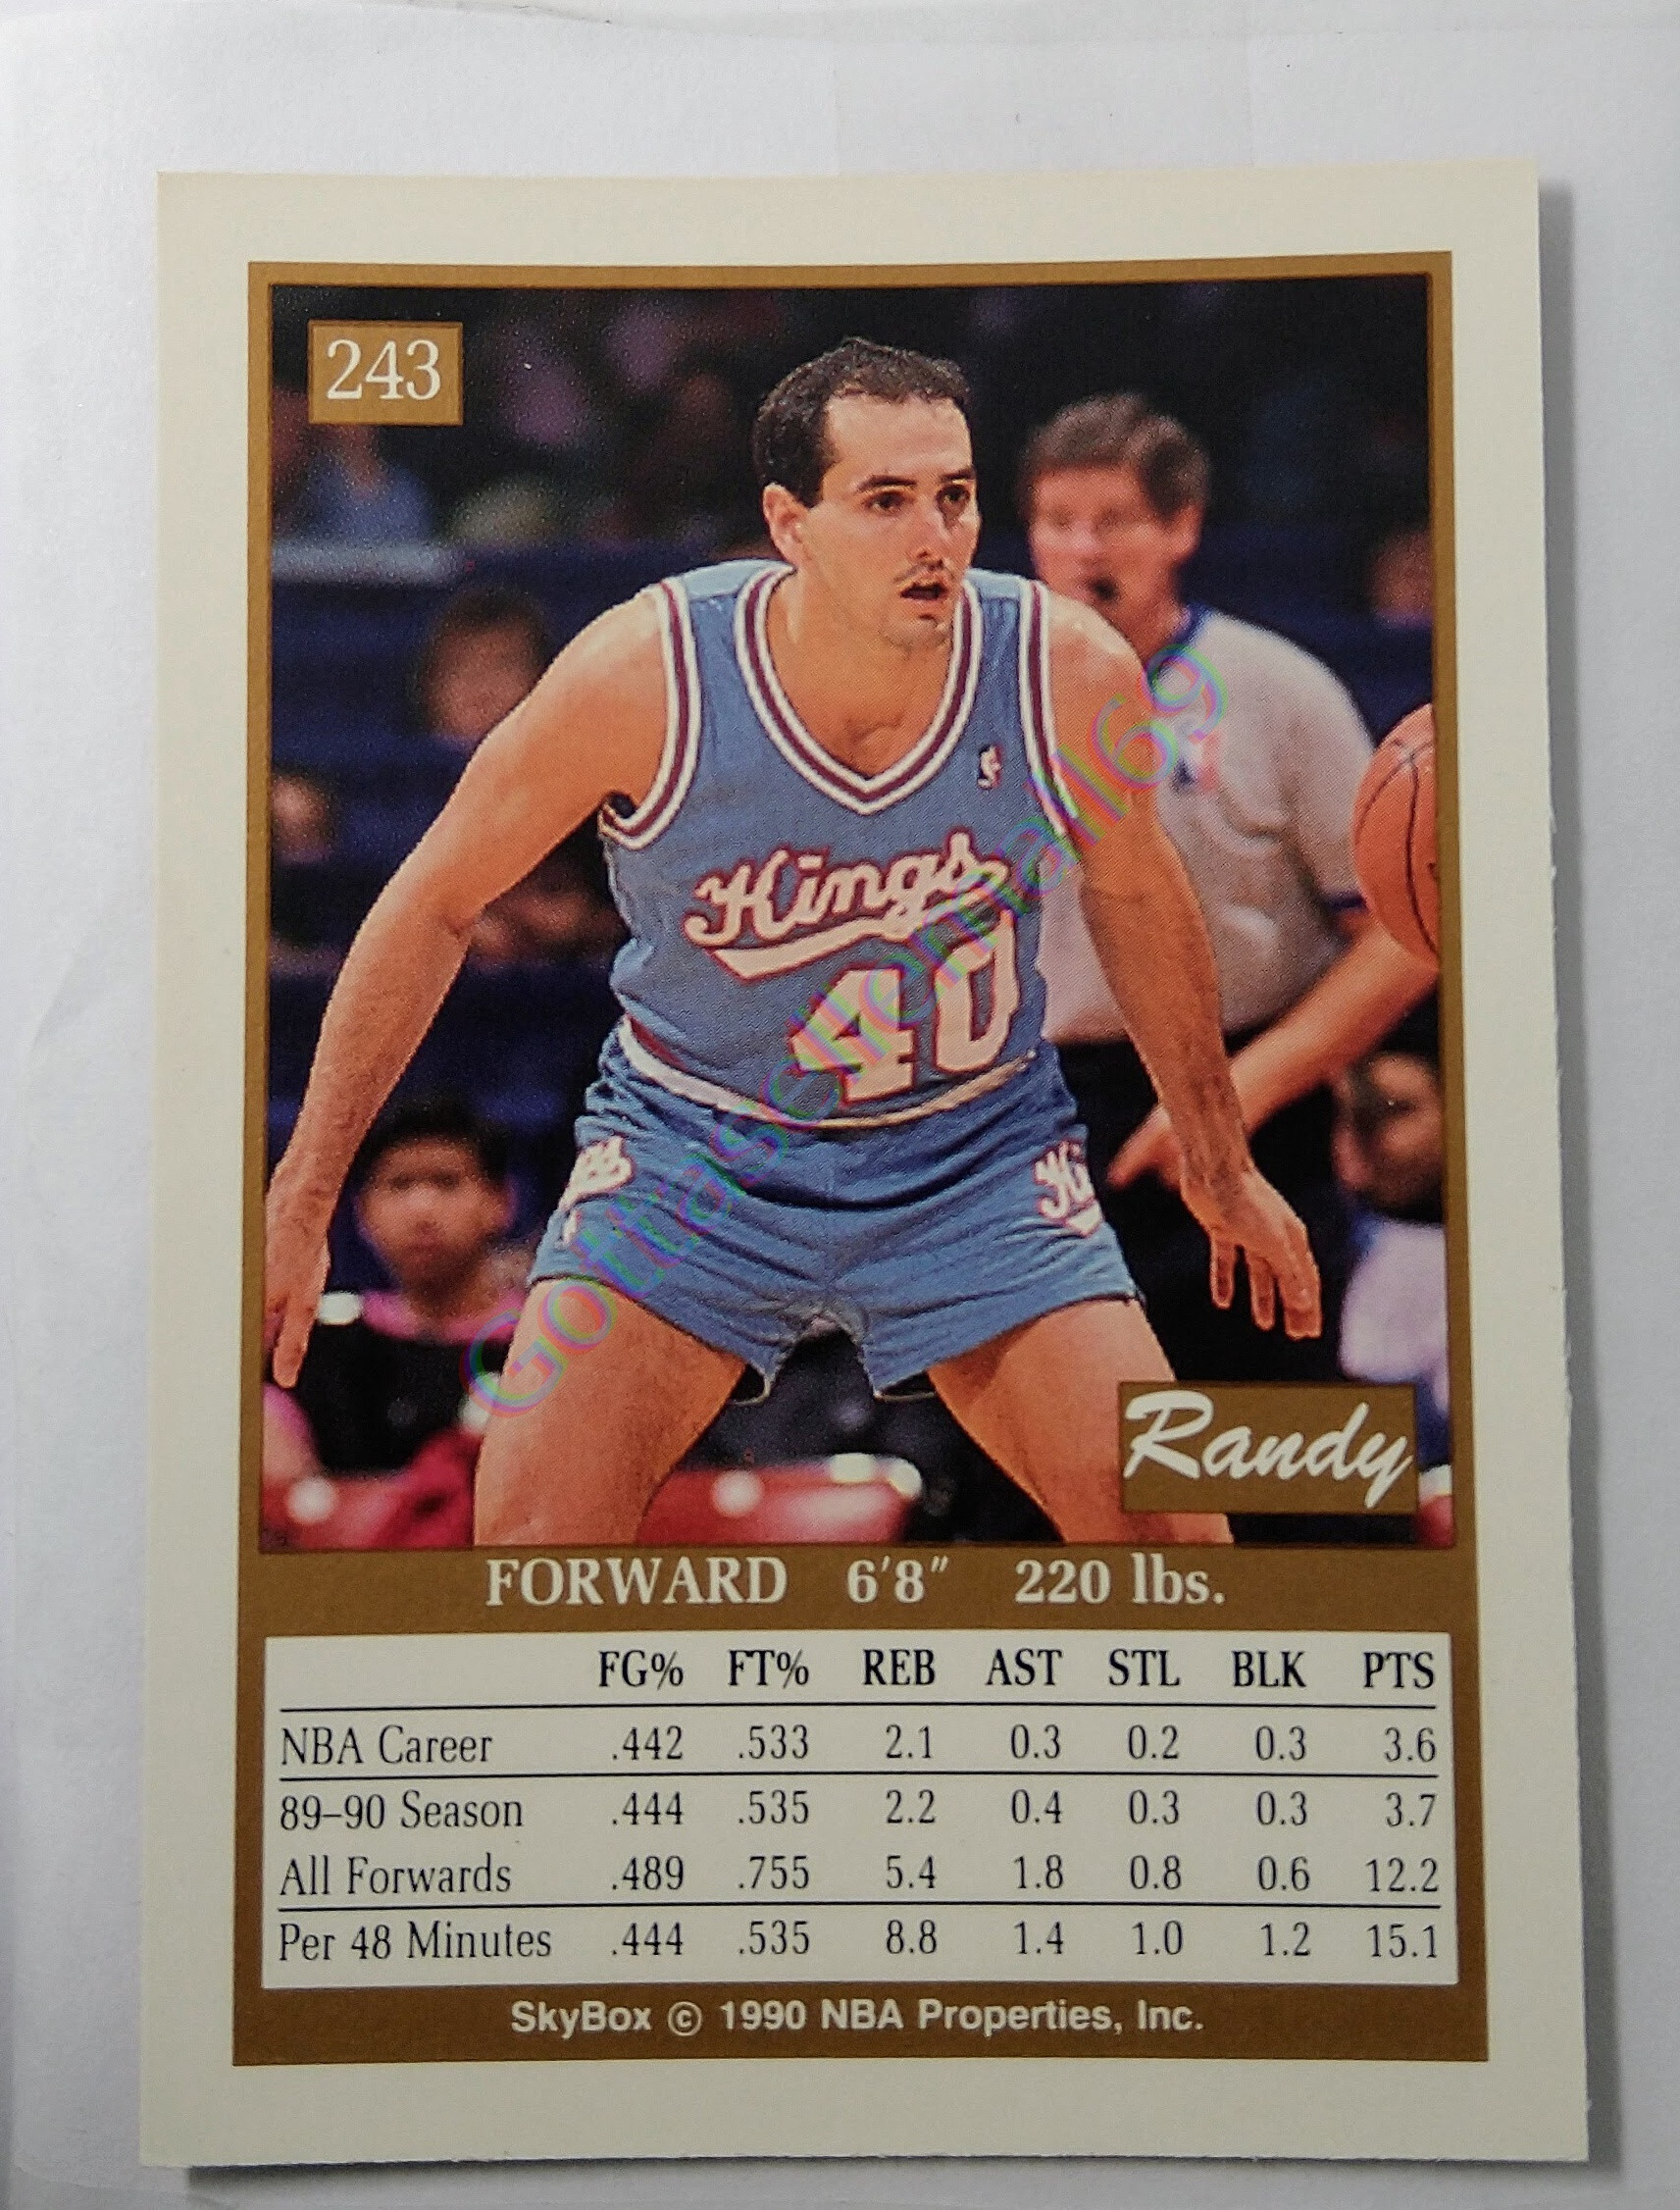 243
Kings
40
Randy
FORWARD 6'8" 220 lbs.
FG% FT% REB AST STL BLK PTS
NBA Career .442 .533 2.1 0.3 0.2 0.3 3.6
89–90 Season .444 .535 2.2 0.4 0.3 0.3 3.7
All Forwards .489 .755 5.4 1.8 0.8 0.6 12.2
Per 48 Minutes .444 .535 8.8 1.4 1.0 1.2 15.1
SkyBox © 1990 NBA Properties, Inc.